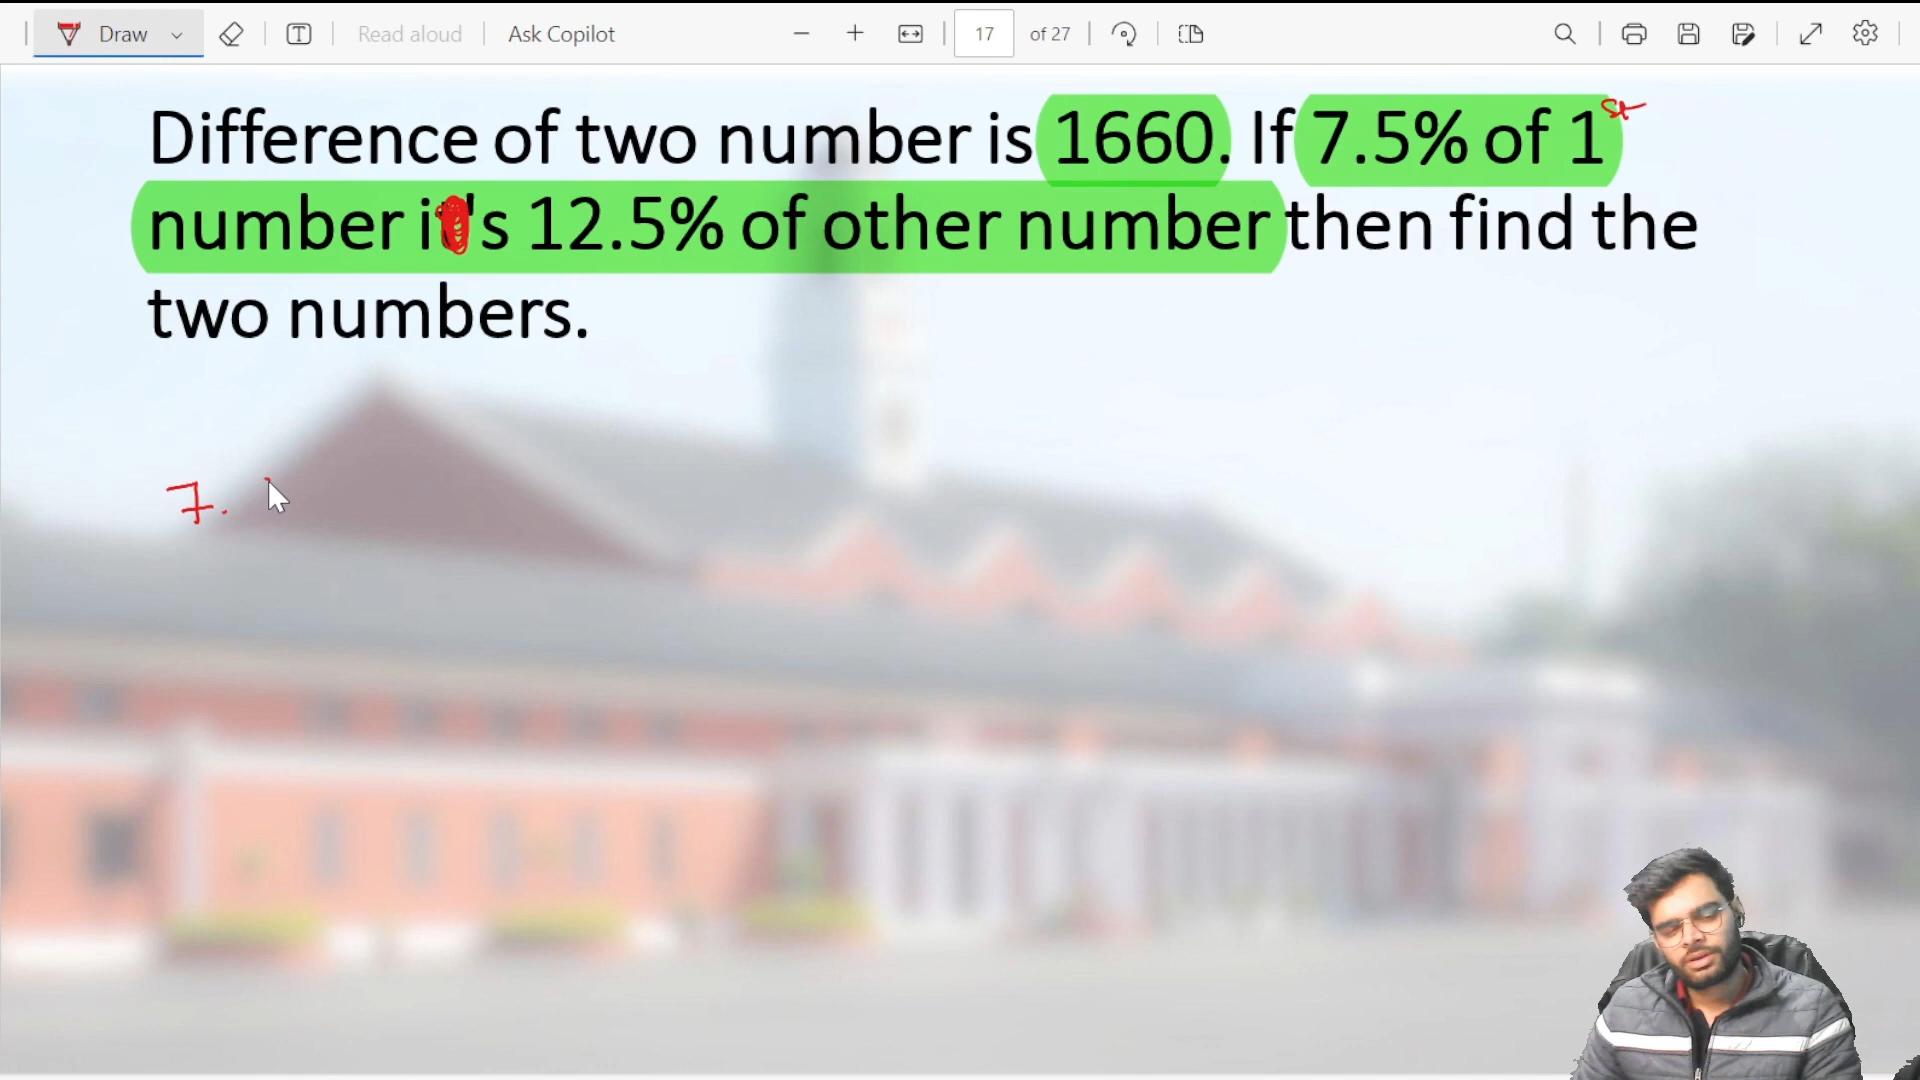 Draw
Read aloud
Ask Copilot
17 of 27
Difference of two number is 1660. If 7.5% of 1st
number i's 12.5% of other number then find the
two numbers.
7.